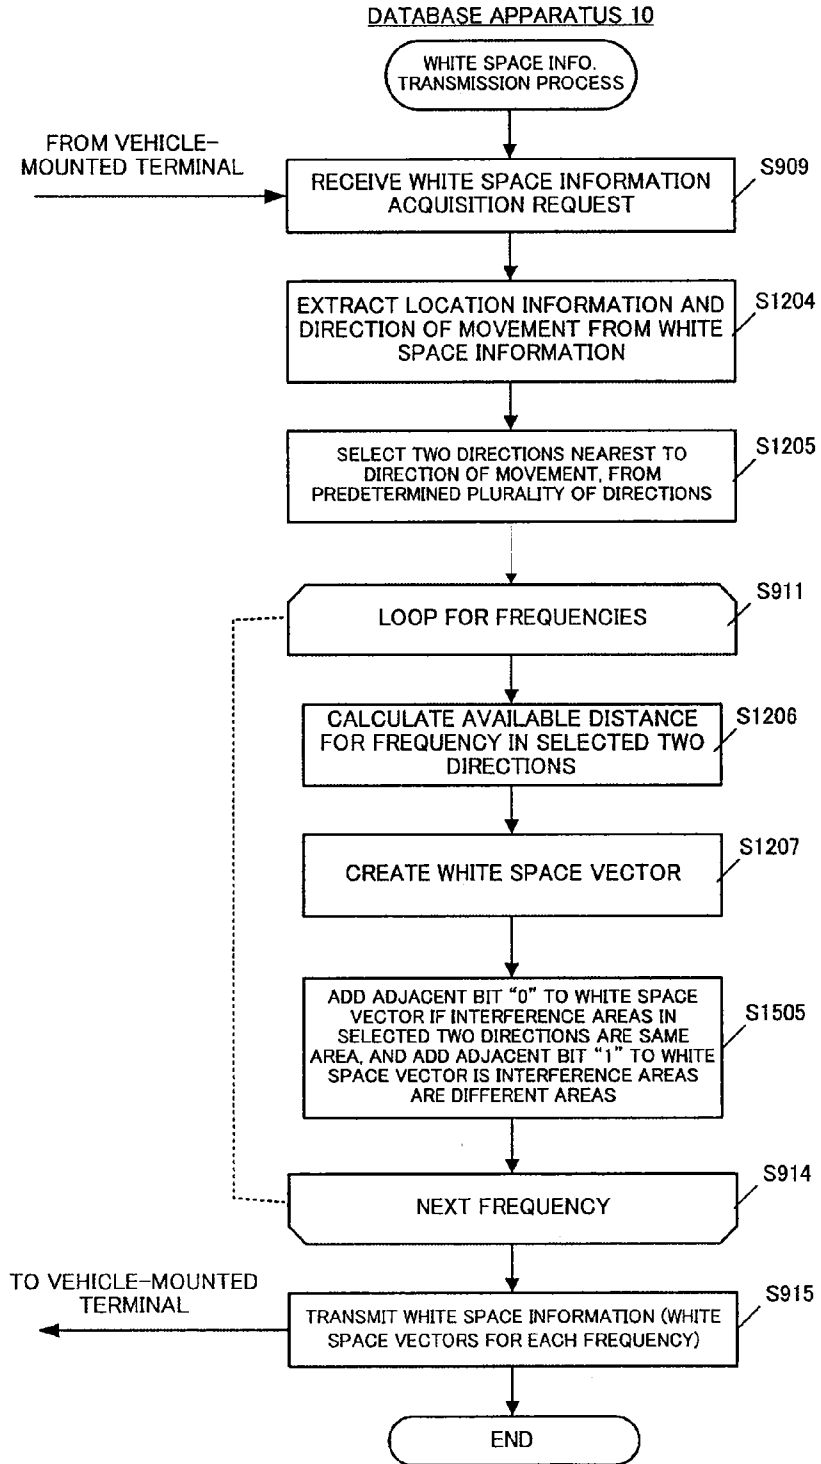 DATABASE APPARATUS 10
WHITE SPACE INFO.
TRANSMISSION PROCESS
FROM VEHICLE-
MOUNTED TERMINAL
RECEIVE WHITE SPACE INFORMATION
ACQUISITION REQUEST
S909
EXTRACT LOCATION INFORMATION AND
DIRECTION OF MOVEMENT FROM WHITE
SPACE INFORMATION
S1204
SELECT TWO DIRECTIONS NEAREST TO
DIRECTION OF MOVEMENT, FROM
PREDETERMINED PLURALITY OF DIRECTIONS
S1205
LOOP FOR FREQUENCIES
S911
CALCULATE AVAILABLE DISTANCE
FOR FREQUENCY IN SELECTED TWO
DIRECTIONS
S1206
CREATE WHITE SPACE VECTOR
S1207
ADD ADJACENT BIT "0" TO WHITE SPACE
VECTOR IF INTERFERENCE AREAS IN
SELECTED TWO DIRECTIONS ARE SAME
AREA, AND ADD ADJACENT BIT "1" TO WHITE
SPACE VECTOR IS INTERFERENCE AREAS
ARE DIFFERENT AREAS
S1505
NEXT FREQUENCY
S914
TO VEHICLE-MOUNTED
TERMINAL
TRANSMIT WHITE SPACE INFORMATION (WHITE
SPACE VECTORS FOR EACH FREQUENCY)
S915
END